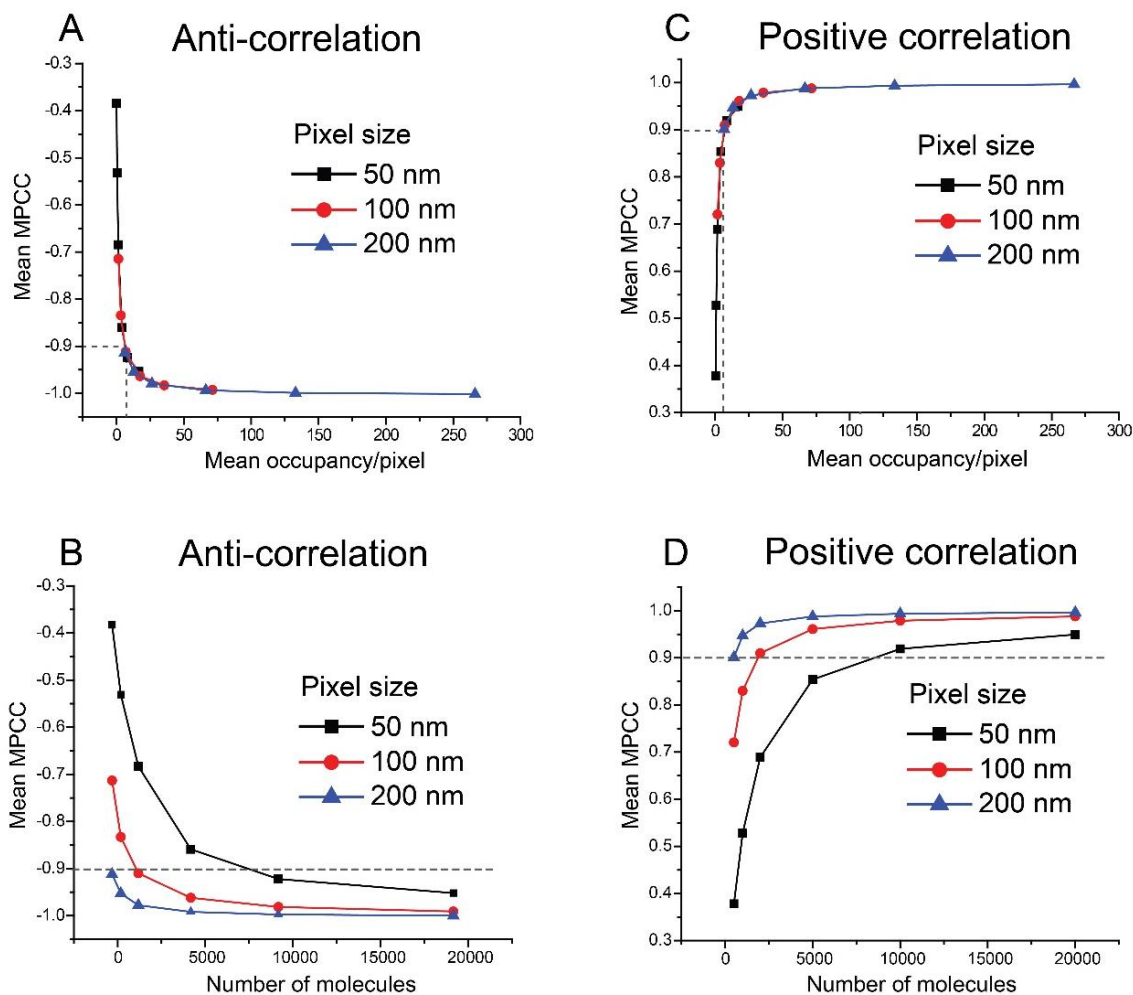 A
Anti-correlation
-0.3
-0.4
-0.5
-0.6
-0.7
-0.8
-0.9
-1.0
Mean MPCC
Pixel size
50 nm
100 nm
200 nm
0 50 100 150 200 250 300
Mean occupancy/pixel
C
Positive correlation
1.0
0.9
0.8
0.7
0.6
0.5
0.4
0.3
Mean MPCC
Pixel size
50 nm
100 nm
200 nm
0 50 100 150 200 250 300
Mean occupancy/pixel
B
Anti-correlation
-0.3
-0.4
-0.5
-0.6
-0.7
-0.8
-0.9
-1.0
Mean MPCC
Pixel size
50 nm
100 nm
200 nm
0 5000 10000 15000 20000
Number of molecules
D
Positive correlation
1.0
0.9
0.8
0.7
0.6
0.5
0.4
0.3
Mean MPCC
Pixel size
50 nm
100 nm
200 nm
0 5000 10000 15000 20000
Number of molecules